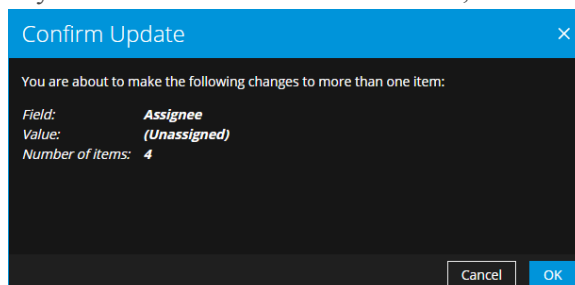 Confirm Update
You are about to make the following changes to more than one item:
Field: Assignee
Value: (Unassigned)
Number of items: 4
Cancel OK